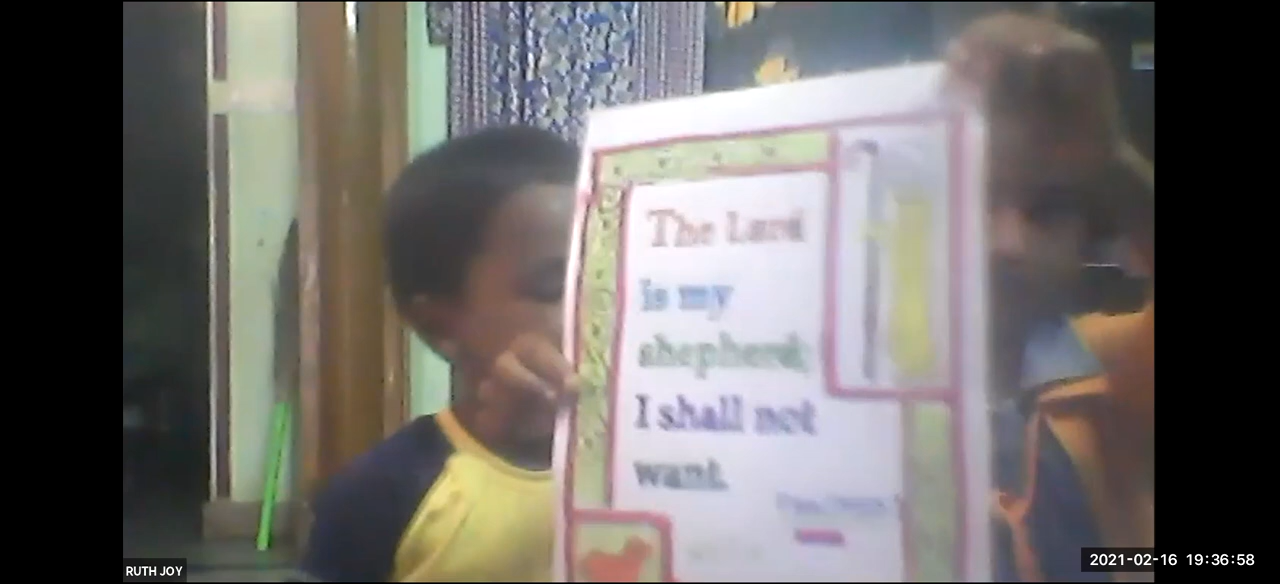 The Lord
is my
shepherd;
I shall not
want.
RUTH JOY
2021-02-16 19:36:58